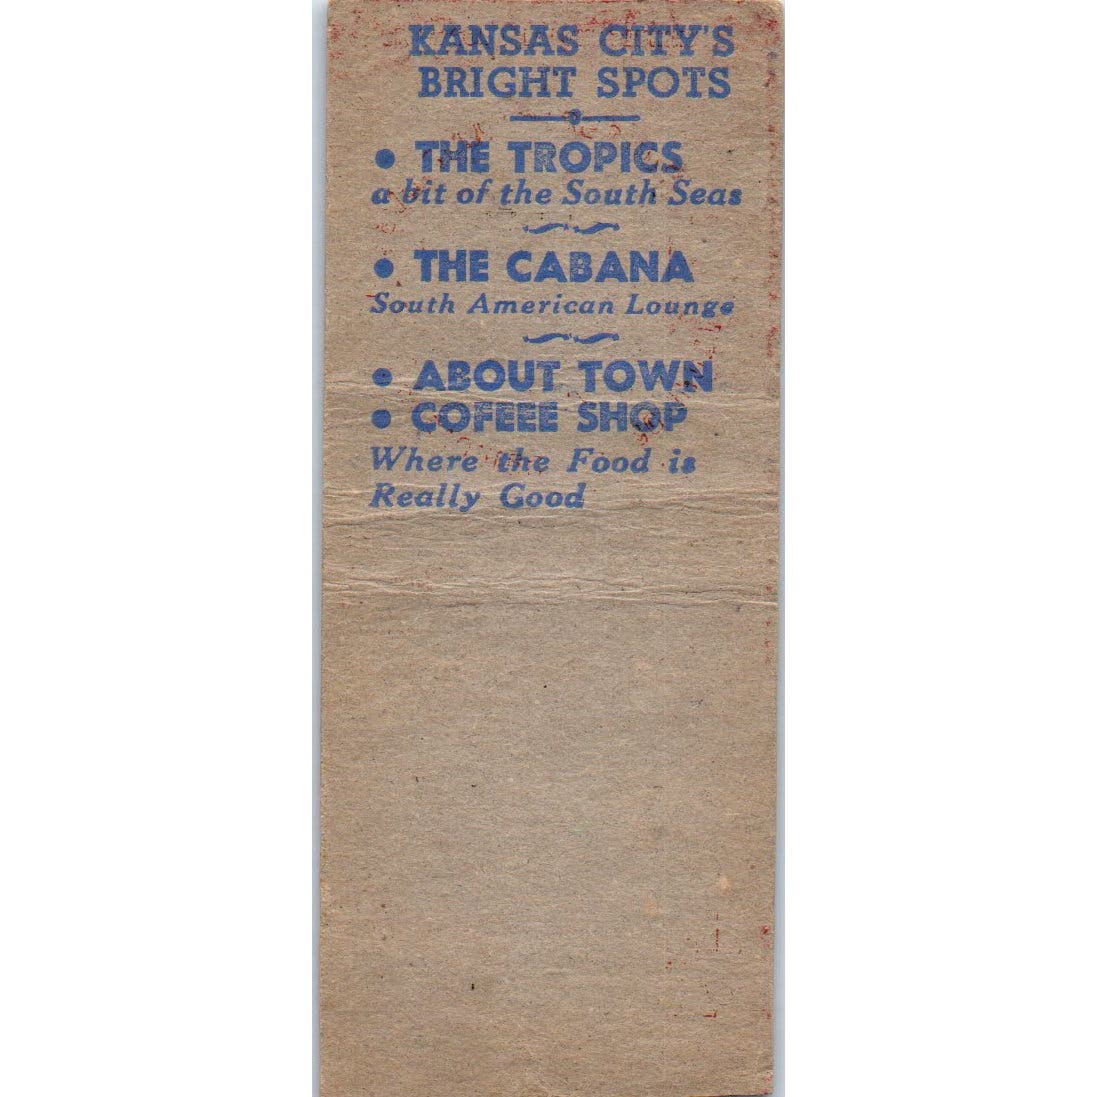 KANSAS CITY'S
BRIGHT SPOTS
• THE TROPICS
a bit of the South Seas
• THE CABANA
South American Lounge
• ABOUT TOWN
• COFEEE SHOP
Where the Food is
Really Good